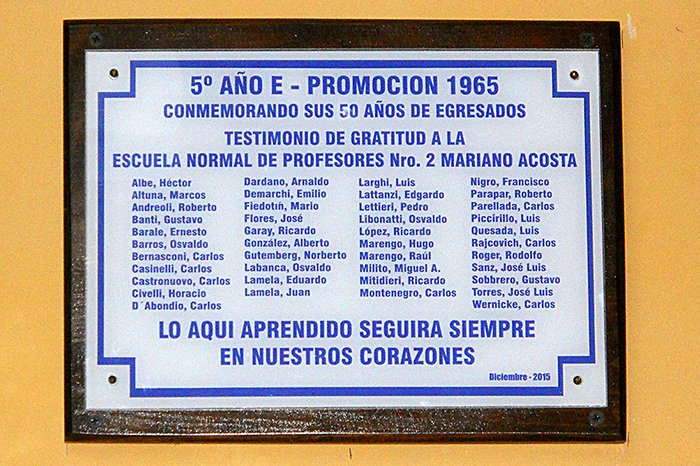 5º AÑO E - PROMOCION 1965
CONMEMORANDO SUS 50 AÑOS DE EGRESADOS
TESTIMONIO DE GRATITUD A LA
ESCUELA NORMAL DE PROFESORES Nro. 2 MARIANO ACOSTA
Albe, Héctor
Altuna, Marcos
Andreoli, Roberto
Banti, Gustavo
Barale, Ernesto
Barros, Osvaldo
Bernasconi, Carlos
Casinelli, Carlos
Castronuovo, Carlos
Civelli, Horacio
D´Abondio, Carlos
Dardano, Arnaldo
Demarchi, Emilio
Fiedotin, Mario
Flores, José
Garay, Ricardo
González, Alberto
Gutemberg, Norberto
Labanca, Osvaldo
Lamela, Eduardo
Lamela, Juan
Larghi, Luis
Lattanzi, Edgardo
Lettieri, Pedro
Libonatti, Osvaldo
López, Ricardo
Marengo, Hugo
Marengo, Raúl
Milito, Miguel A.
Mitidieri, Ricardo
Montenegro, Carlos
Nigro, Francisco
Parapar, Roberto
Parellada, Carlos
Piccirillo, Luis
Quesada, Luis
Rajcovich, Carlos
Roger, Rodolfo
Sanz, José Luis
Sobbrero, Gustavo
Torres, José Luis
Wernicke, Carlos
LO AQUI APRENDIDO SEGUIRA SIEMPRE
EN NUESTROS CORAZONES
Diciembre - 2015